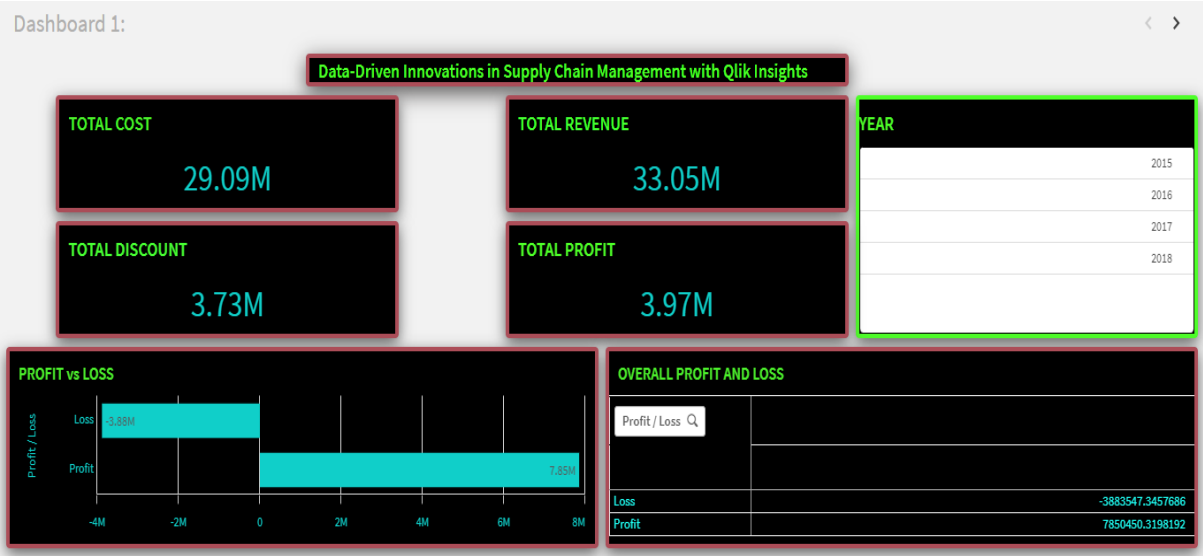 Dashboard 1:
Data-Driven Innovations in Supply Chain Management with Qlik Insights
TOTAL COST
29.09M
TOTAL REVENUE
33.05M
YEAR
2015
2016
2017
2018
TOTAL DISCOUNT
3.73M
TOTAL PROFIT
3.97M
PROFIT vs LOSS
Profit / Loss
Loss
-3.88M
Profit
7.85M
-4M -2M 0 2M 4M 6M 8M
OVERALL PROFIT AND LOSS
Profit / Loss
Loss -3883547.3457686
Profit 7850450.3198192